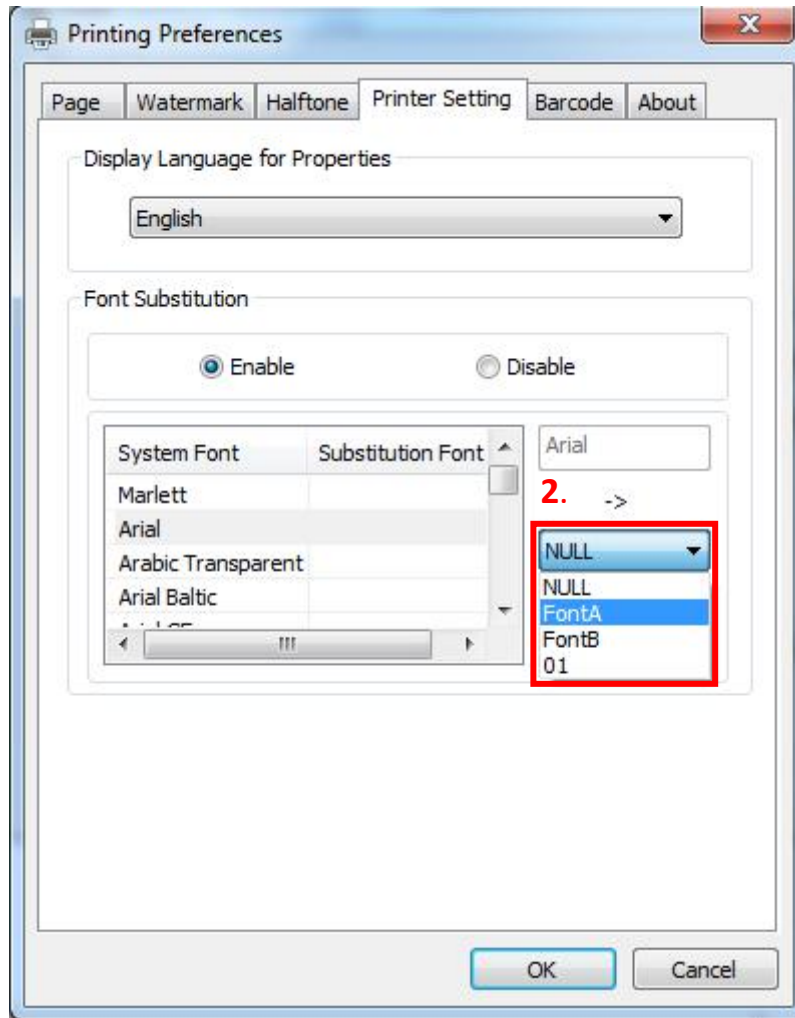 Printing Preferences
Page Watermark Halftone Printer Setting Barcode About
Display Language for Properties
English
Font Substitution
Enable Disable
System Font Substitution Font
Arial
Marlett
2. ->
Arial
NULL
Arabic Transparent
NULL
Arial Baltic
FontA
FontB
01
OK Cancel